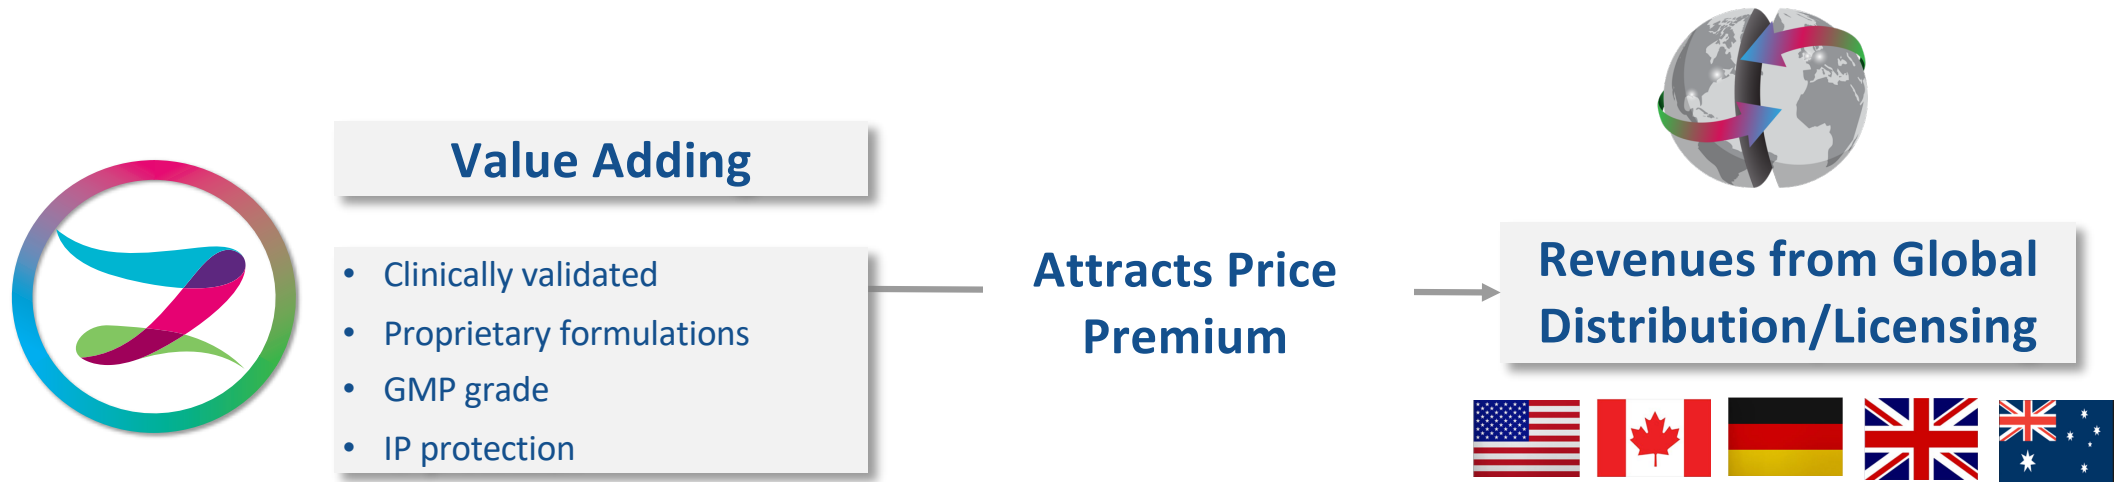 Value Adding
• Clinically validated
• Proprietary formulations
• GMP grade
• IP protection
Attracts Price
Premium
Revenues from Global
Distribution/Licensing